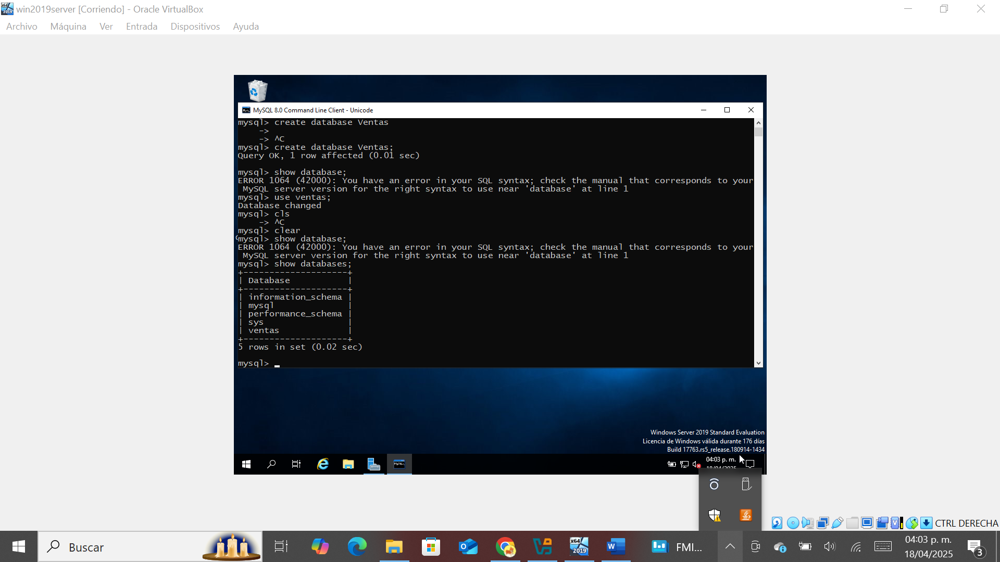 win2019server [Corriendo] - Oracle VirtualBox
Archivo Máquina Ver Entrada Dispositivos Ayuda
MySQL 8.0 Command Line Client - Unicode
mysql> create database Ventas
    ->
    -> ^C
mysql> create database Ventas;
Query OK, 1 row affected (0.01 sec)
mysql> show database;
ERROR 1064 (42000): You have an error in your SQL syntax; check the manual that corresponds to your
 MySQL server version for the right syntax to use near 'database' at line 1
mysql> use ventas;
Database changed
mysql> cls
    -> ^C
mysql> clear
mysql> show database;
ERROR 1064 (42000): You have an error in your SQL syntax; check the manual that corresponds to your
 MySQL server version for the right syntax to use near 'database' at line 1
mysql> show databases;
+--------------------+
| Database           |
+--------------------+
| information_schema |
| mysql              |
| performance_schema |
| sys                |
| ventas             |
+--------------------+
5 rows in set (0.02 sec)
mysql>
Windows Server 2019 Standard Evaluation
Licencia de Windows válida durante 176 días
Build 17763.rs5_release.180914-1434
04:03 p. m.
18/04/2025
CTRL DERECHA
Buscar
x64
2019
FMI...
04:03 p. m.
18/04/2025
3